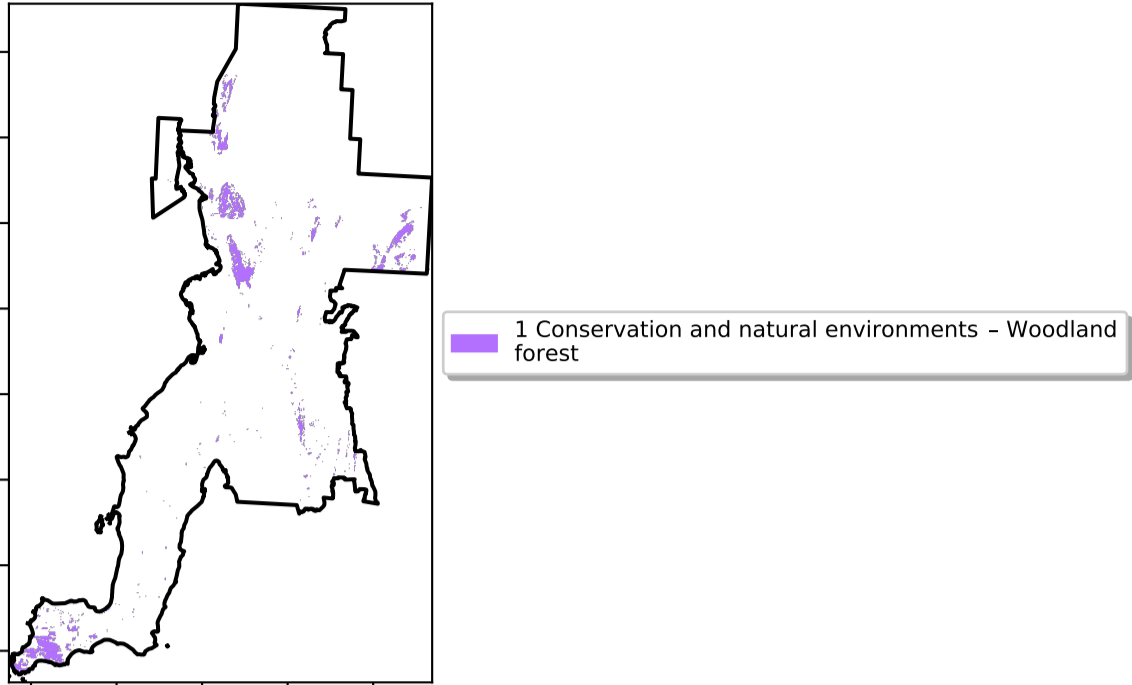 1 Conservation and natural environments – Woodland
forest